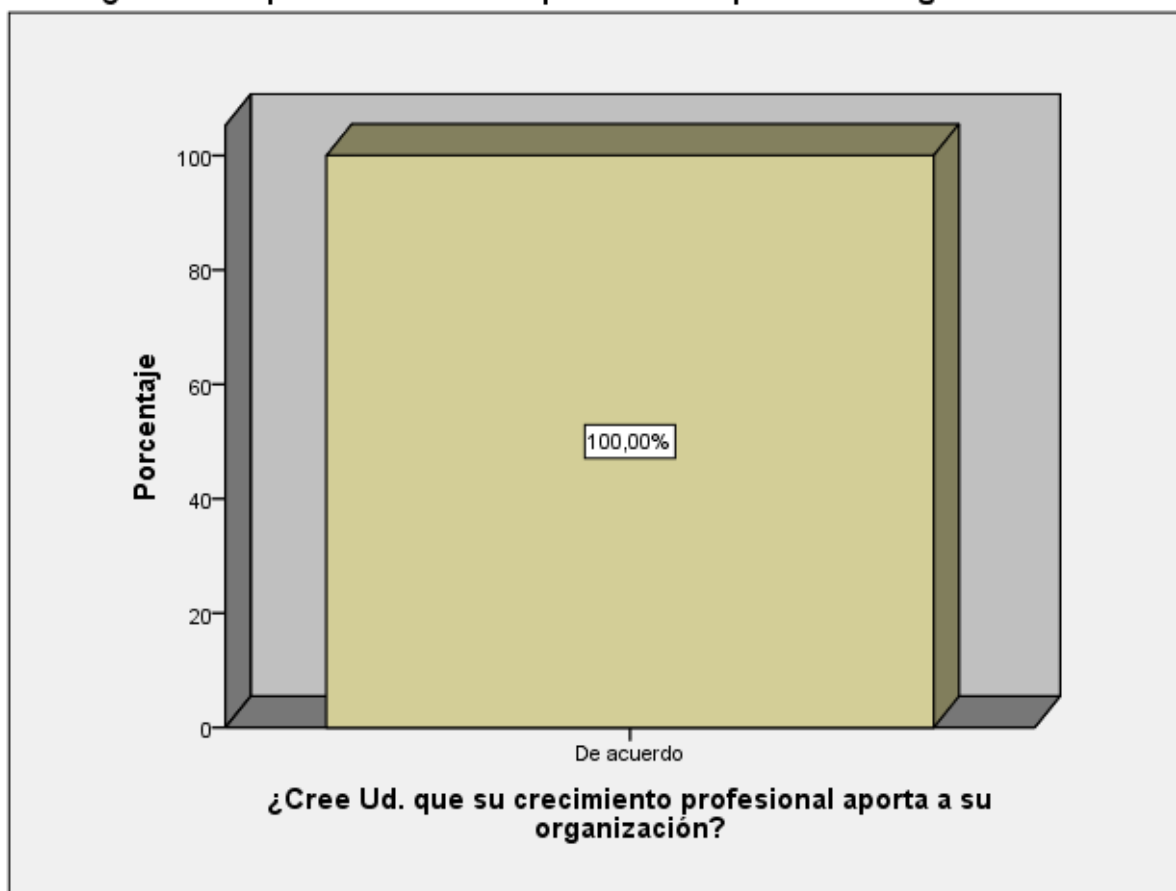 100
80
60
40
20
0
Porcentaje
100,00%
De acuerdo
¿Cree Ud. que su crecimiento profesional aporta a su
organización?